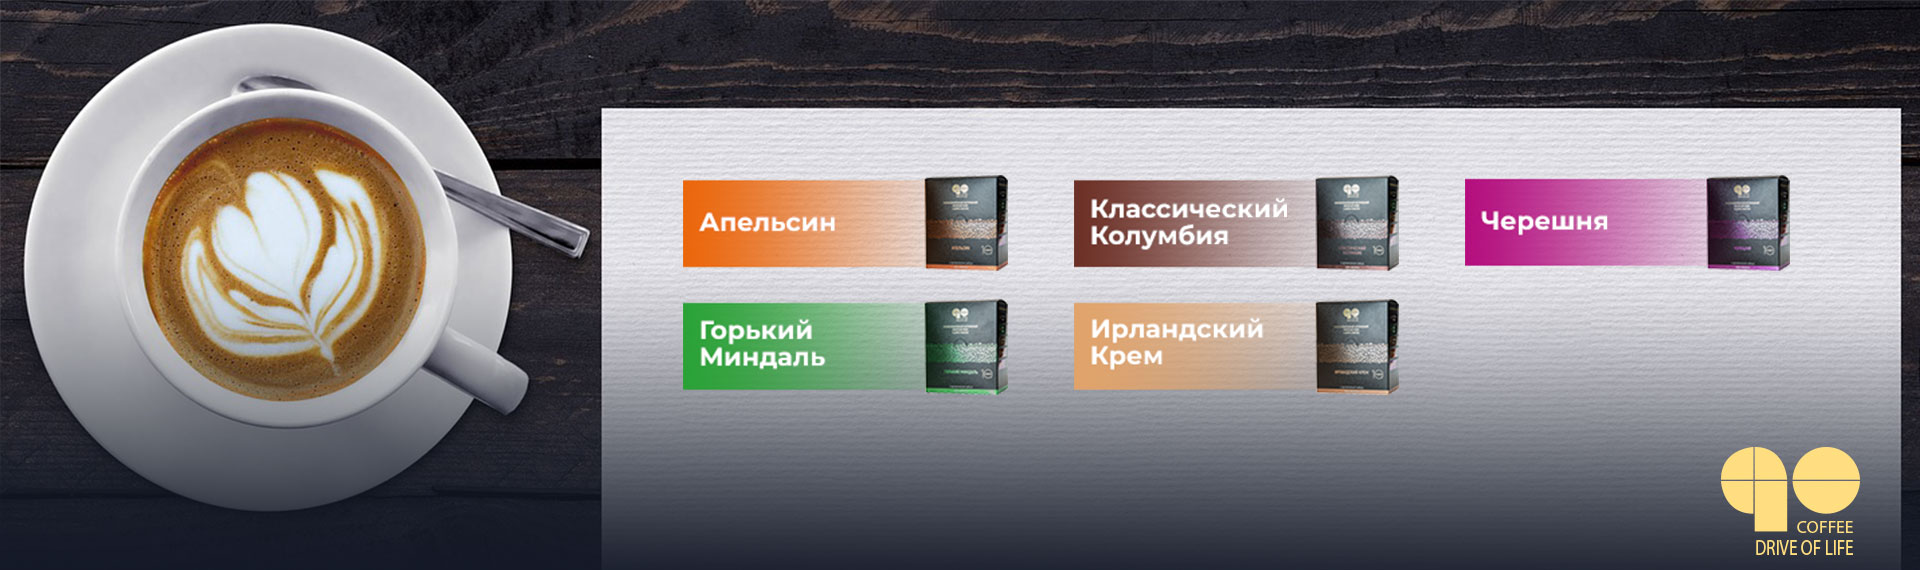 Апельсин
Классический
Колумбия
Черешня
Горький
Миндаль
Ирландский
Крем
COFFEE
DRIVE OF LIFE